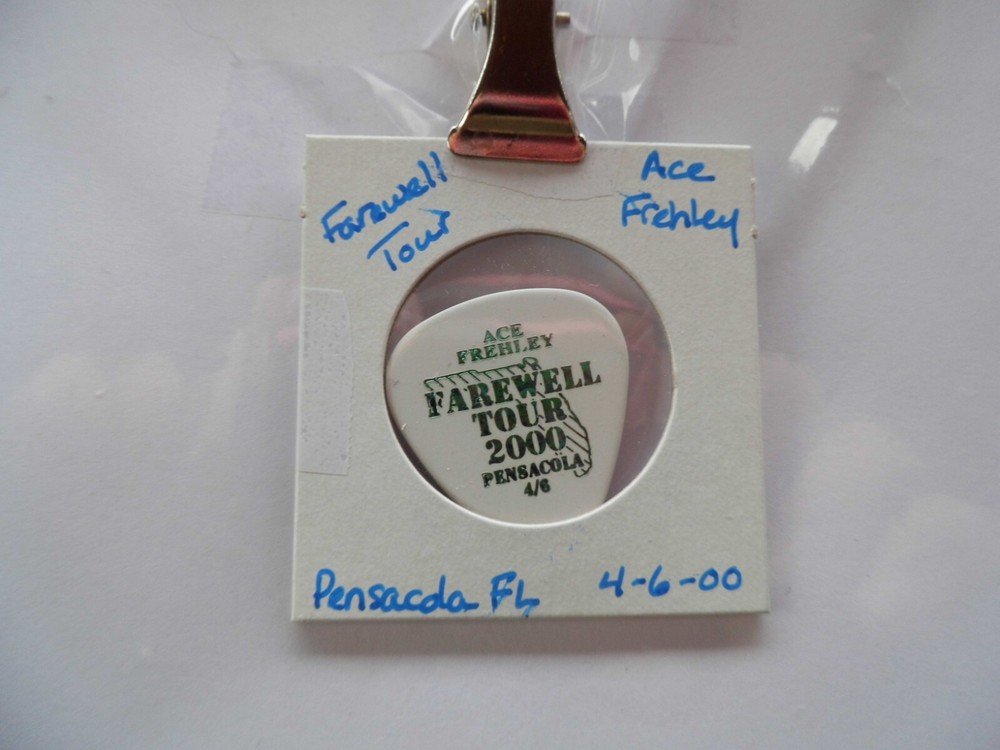 Farewell
Tour
Ace
Frehley
ACE
FREHLEY
FAREWELL
TOUR
2000
PENSACOLA
4/6
Pensacola FL 4-6-00